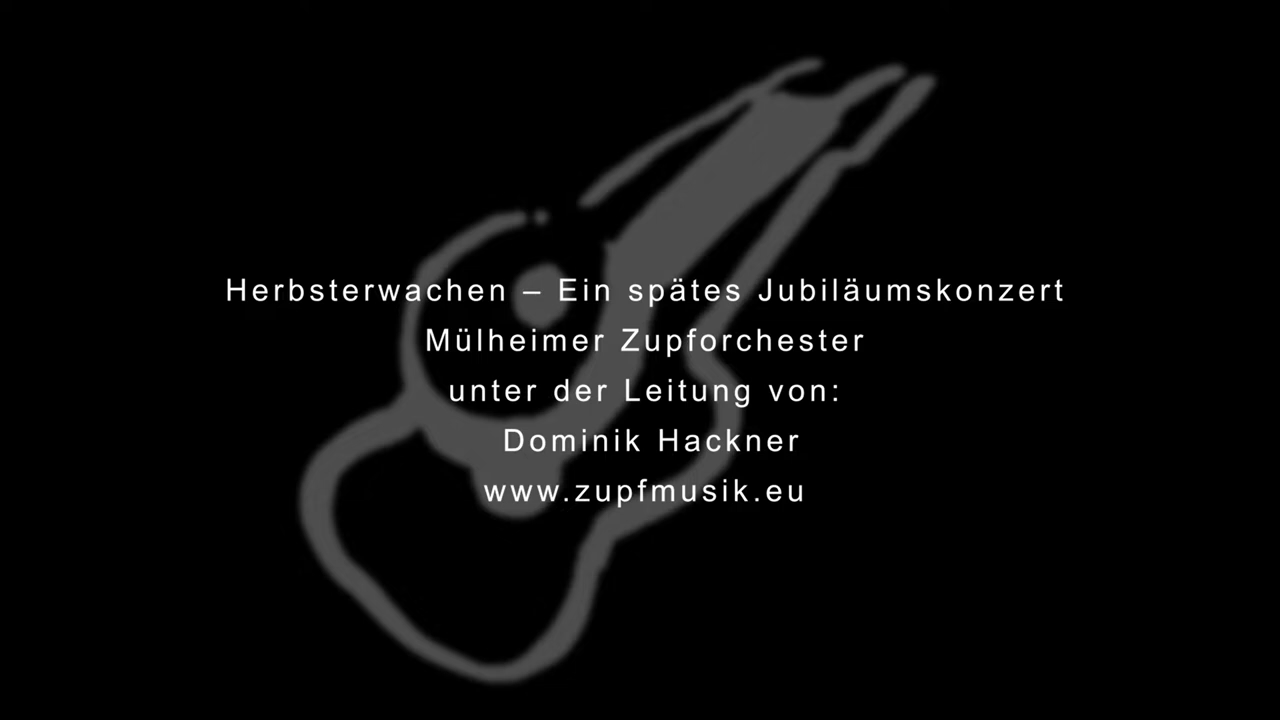 Herbsterwachen – Ein spätes Jubiläumskonzert
Mülheimer Zupforchester
unter der Leitung von:
Dominik Hackner
www.zupfmusik.eu